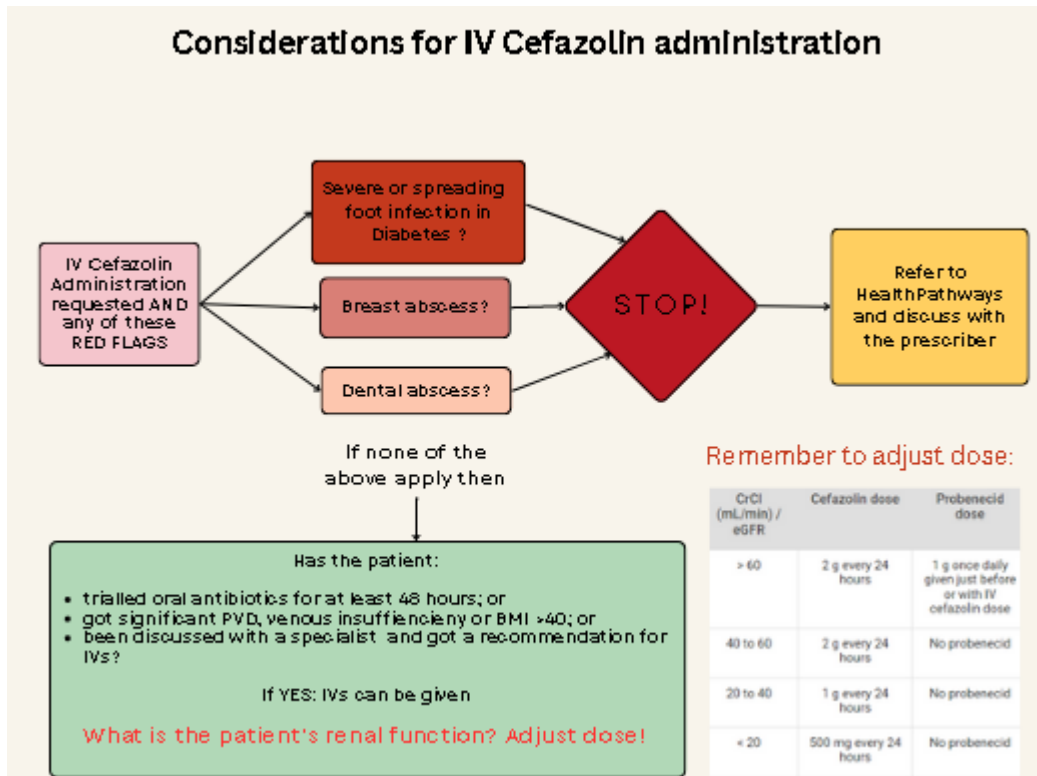 Considerations for IV Cefazolin administration
IV Cefazolin
Administration
requested AND
any of these
RED FLAGS
Severe or spreading
foot infection in
Diabetes ?
Breast abscess?
Dental abscess?
STOP!
Refer to
HealthPathways
and discuss with
the prescriber
If none of the
above apply then
Has the patient:
• trialled oral antibiotics for at least 48 hours; or
• got significant PVD, venous insuffiencieny or BMI >40; or
• been discussed with a specialist and got a recommendation for
IVs?
If YES: IVs can be given
What is the patient's renal function? Adjust dose!
Remember to adjust dose:
CrCl
(mL/min) /
eGFR
Cefazolin dose
Probenecid
dose
> 60
2 g every 24
hours
1 g once daily
given just before
or with IV
cefazolin dose
40 to 60
2 g every 24
hours
No probenecid
20 to 40
1 g every 24
hours
No probenecid
< 20
500 mg every 24
hours
No probenecid